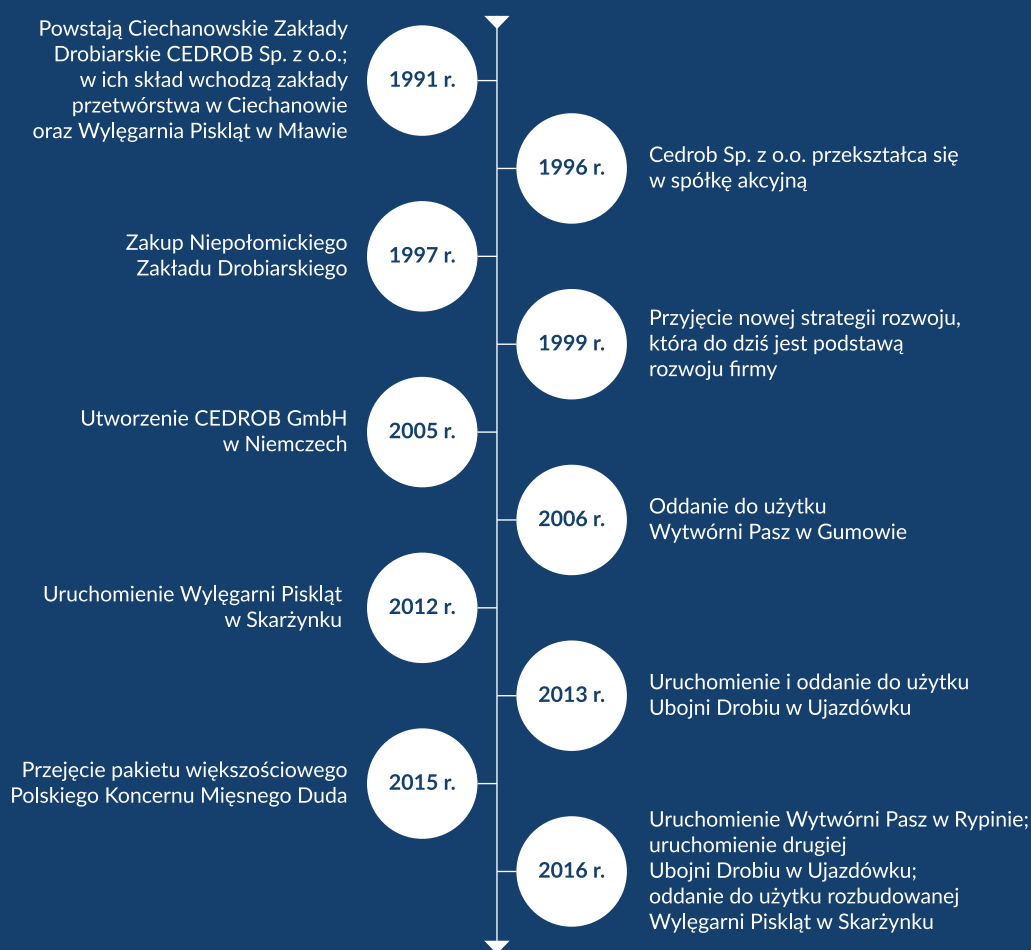 Powstają Ciechanowskie Zakłady
Drobiarskie CEDROB Sp. z o.o.;
w ich skład wchodzą zakłady
przetwórstwa w Ciechanowie
oraz Wylęgarnia Piskląt w Mławie
1991 r.
1996 r.
Cedrob Sp. z o.o. przekształca się
w spółkę akcyjną
Zakup Niepołomickiego
Zakładu Drobiarskiego
1997 r.
1999 r.
Przyjęcie nowej strategii rozwoju,
która do dziś jest podstawą
rozwoju firmy
Utworzenie CEDROB GmbH
w Niemczech
2005 r.
2006 r.
Oddanie do użytku
Wytwórni Pasz w Gumowie
Uruchomienie Wylęgarni Piskląt
w Skarżynku
2012 r.
2013 r.
Uruchomienie i oddanie do użytku
Ubojni Drobiu w Ujazdówku
Przejęcie pakietu większościowego
Polskiego Koncernu Mięsnego Duda
2015 r.
2016 r.
Uruchomienie Wytwórni Pasz w Rypinie;
uruchomienie drugiej
Ubojni Drobiu w Ujazdówku;
oddanie do użytku rozbudowanej
Wylęgarni Piskląt w Skarżynku